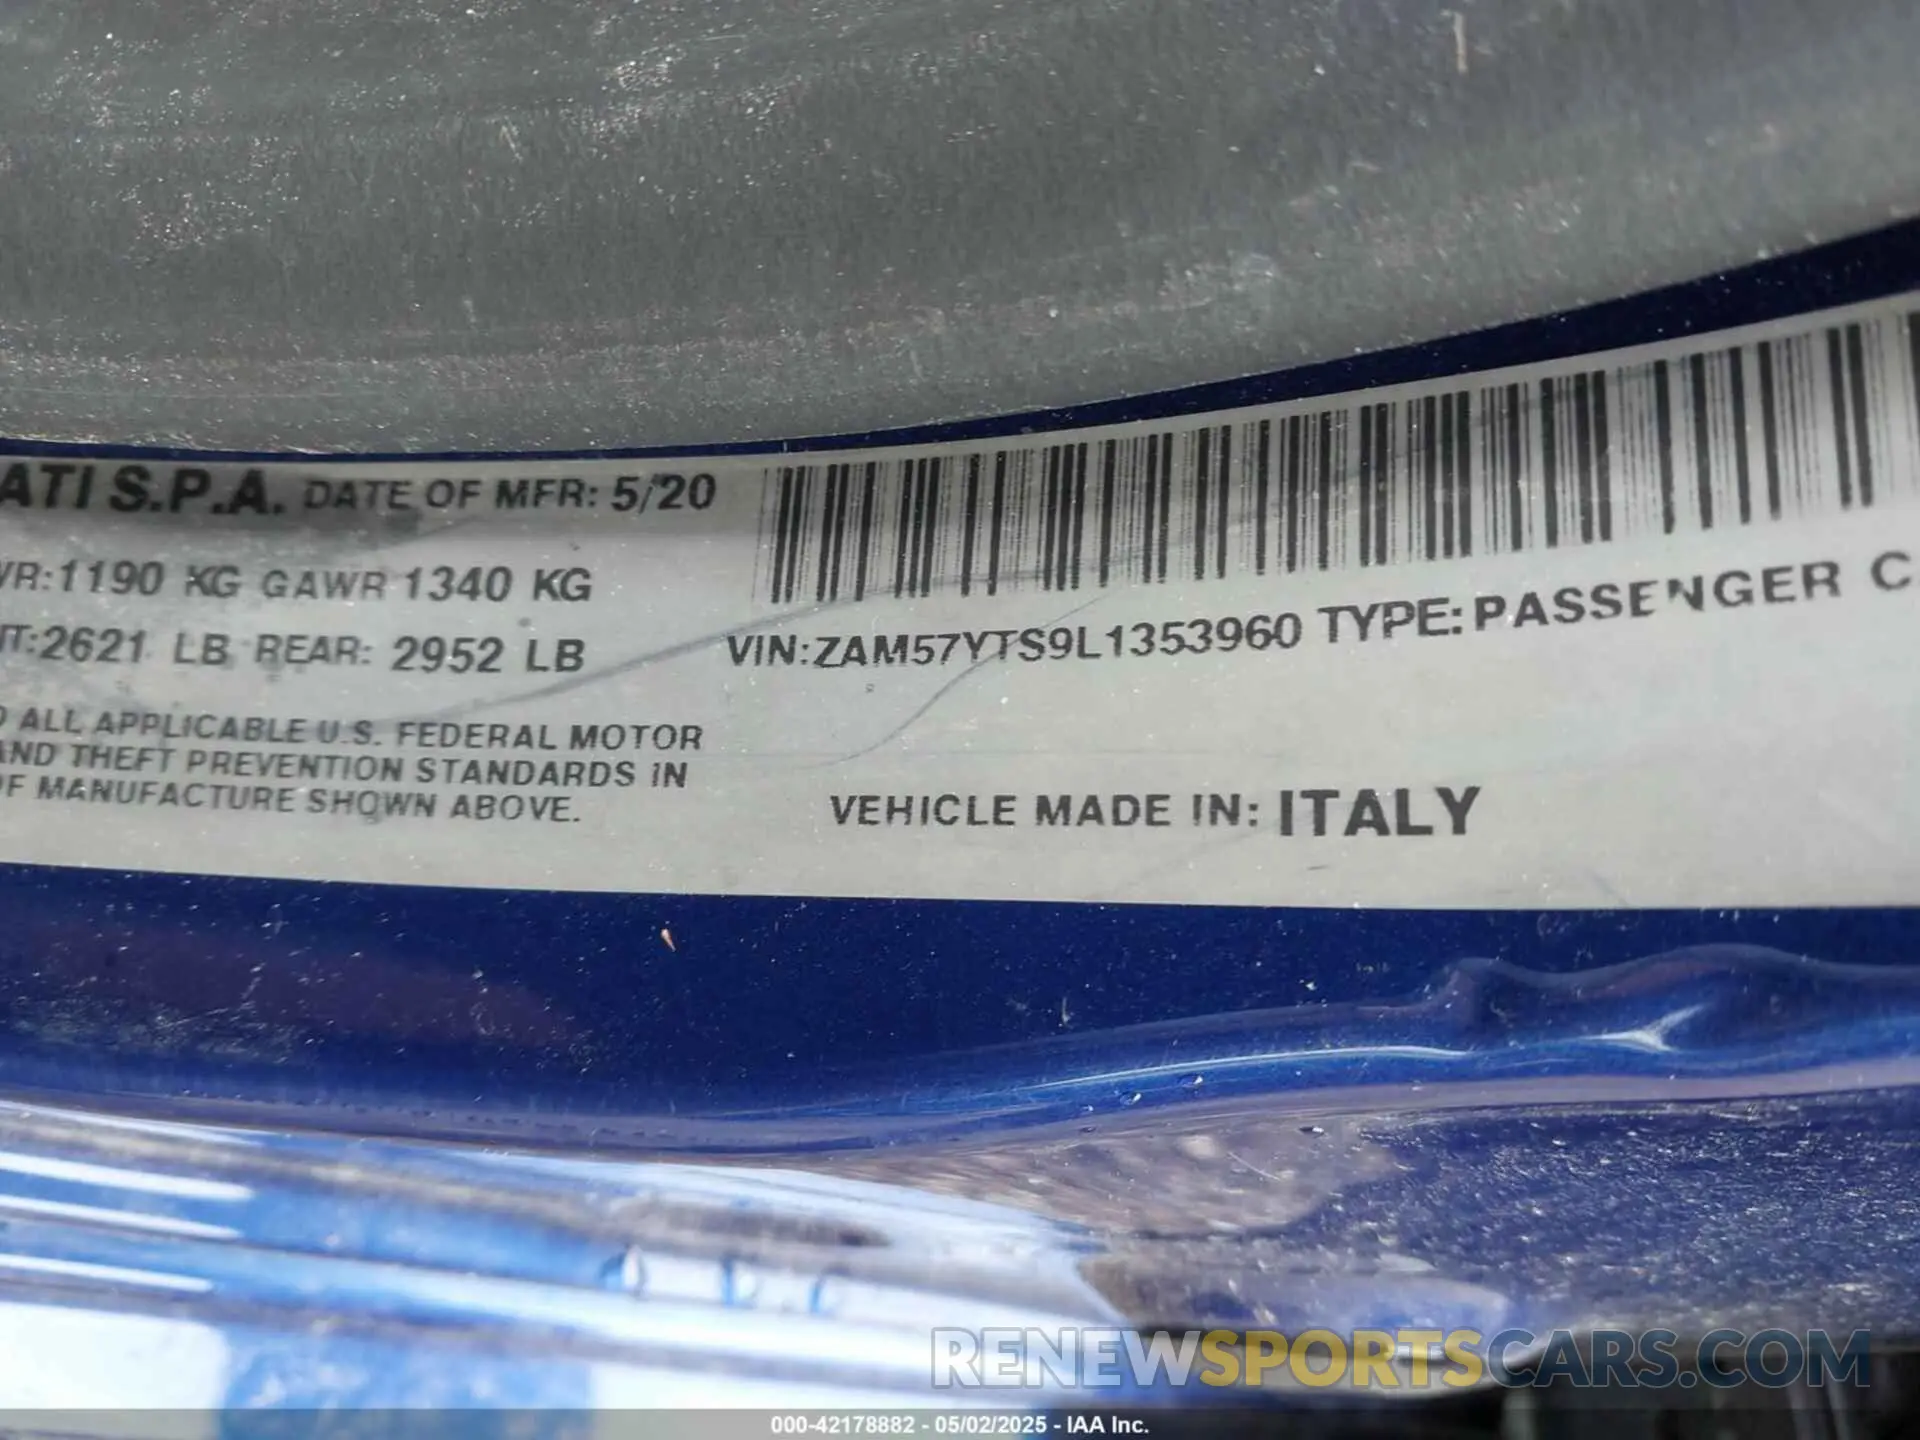 ATI S.P.A. DATE OF MFR: 5/20
WR:1190 KG GAWR 1340 KG
NT:2621 LB REAR: 2952 LB
VIN:ZAM57YTS9L1353960 TYPE:PASSENGER C
ALL APPLICABLE U.S. FEDERAL MOTOR
AND THEFT PREVENTION STANDARDS IN
OF MANUFACTURE SHOWN ABOVE.
VEHICLE MADE IN: ITALY
RENEWSPORTSCARS.COM
000-42178882 - 05/02/2025 - IAA Inc.